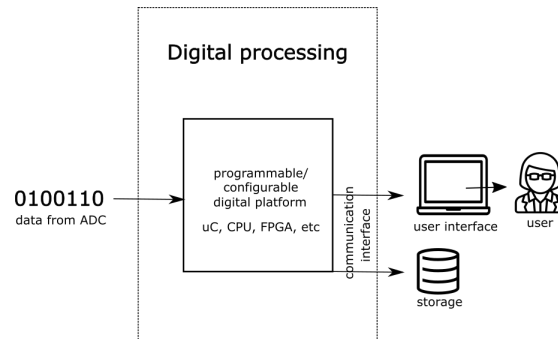 Digital processing
programmable/
configurable
digital platform
uC, CPU, FPGA, etc
0100110
data from ADC
communication
interface
user interface
user
storage